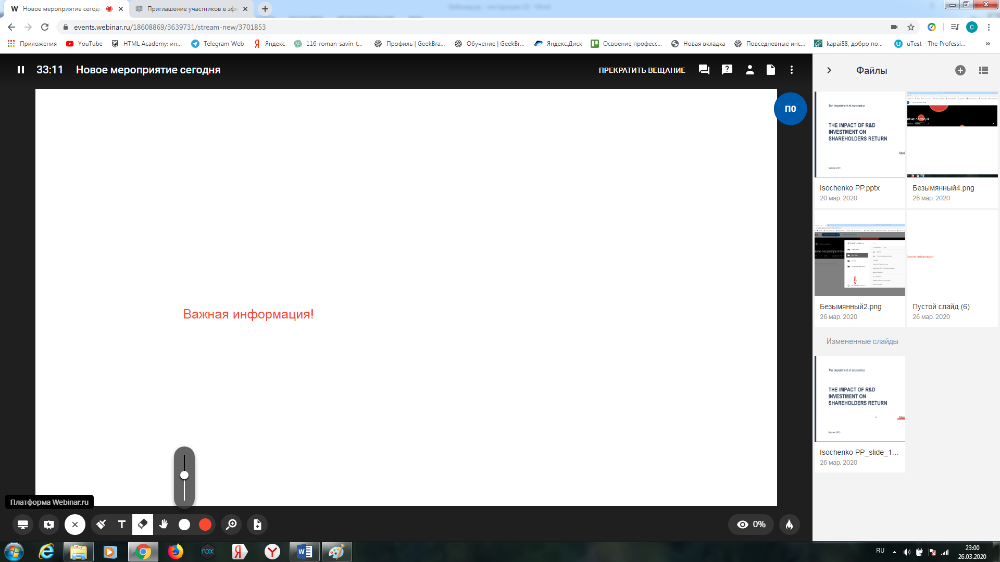 Новое мероприятие сегодн
Приглашение участников в эфи
events.webinar.ru/18608869/3639731/stream-new/3701853
C
Приложения
YouTube
HTML Academy: ин...
Telegram Web
Яндекс
116-roman-savin-t...
Профиль | GeekBra...
Обучение | GeekBr...
Яндекс.Диск
Освоение професс...
Новая вкладка
Повседневные инс...
kapai88, добро по...
uTest - The Professi...
»
33:11
Новое мероприятие сегодня
ПРЕКРАТИТЬ ВЕЩАНИЕ
Файлы
П0
The department of economics
THE IMPACT OF R&D
INVESTMENT ON
SHAREHOLDERS RETURN
Moscow, 2020
Isochenko PP.pptx
20 мар. 2020
Безымянный4.png
26 мар. 2020
Безымянный2.png
26 мар. 2020
Важная информация!
Пустой слайд (6)
26 мар. 2020
Измененные слайды
The department of economics
THE IMPACT OF R&D
INVESTMENT ON
SHAREHOLDERS RETURN
Moscow, 2020
Isochenko PP_slide_1...
26 мар. 2020
Важная информация!
Платформа Webinar.ru
T
0%
nox
RU
23:00
26.03.2020